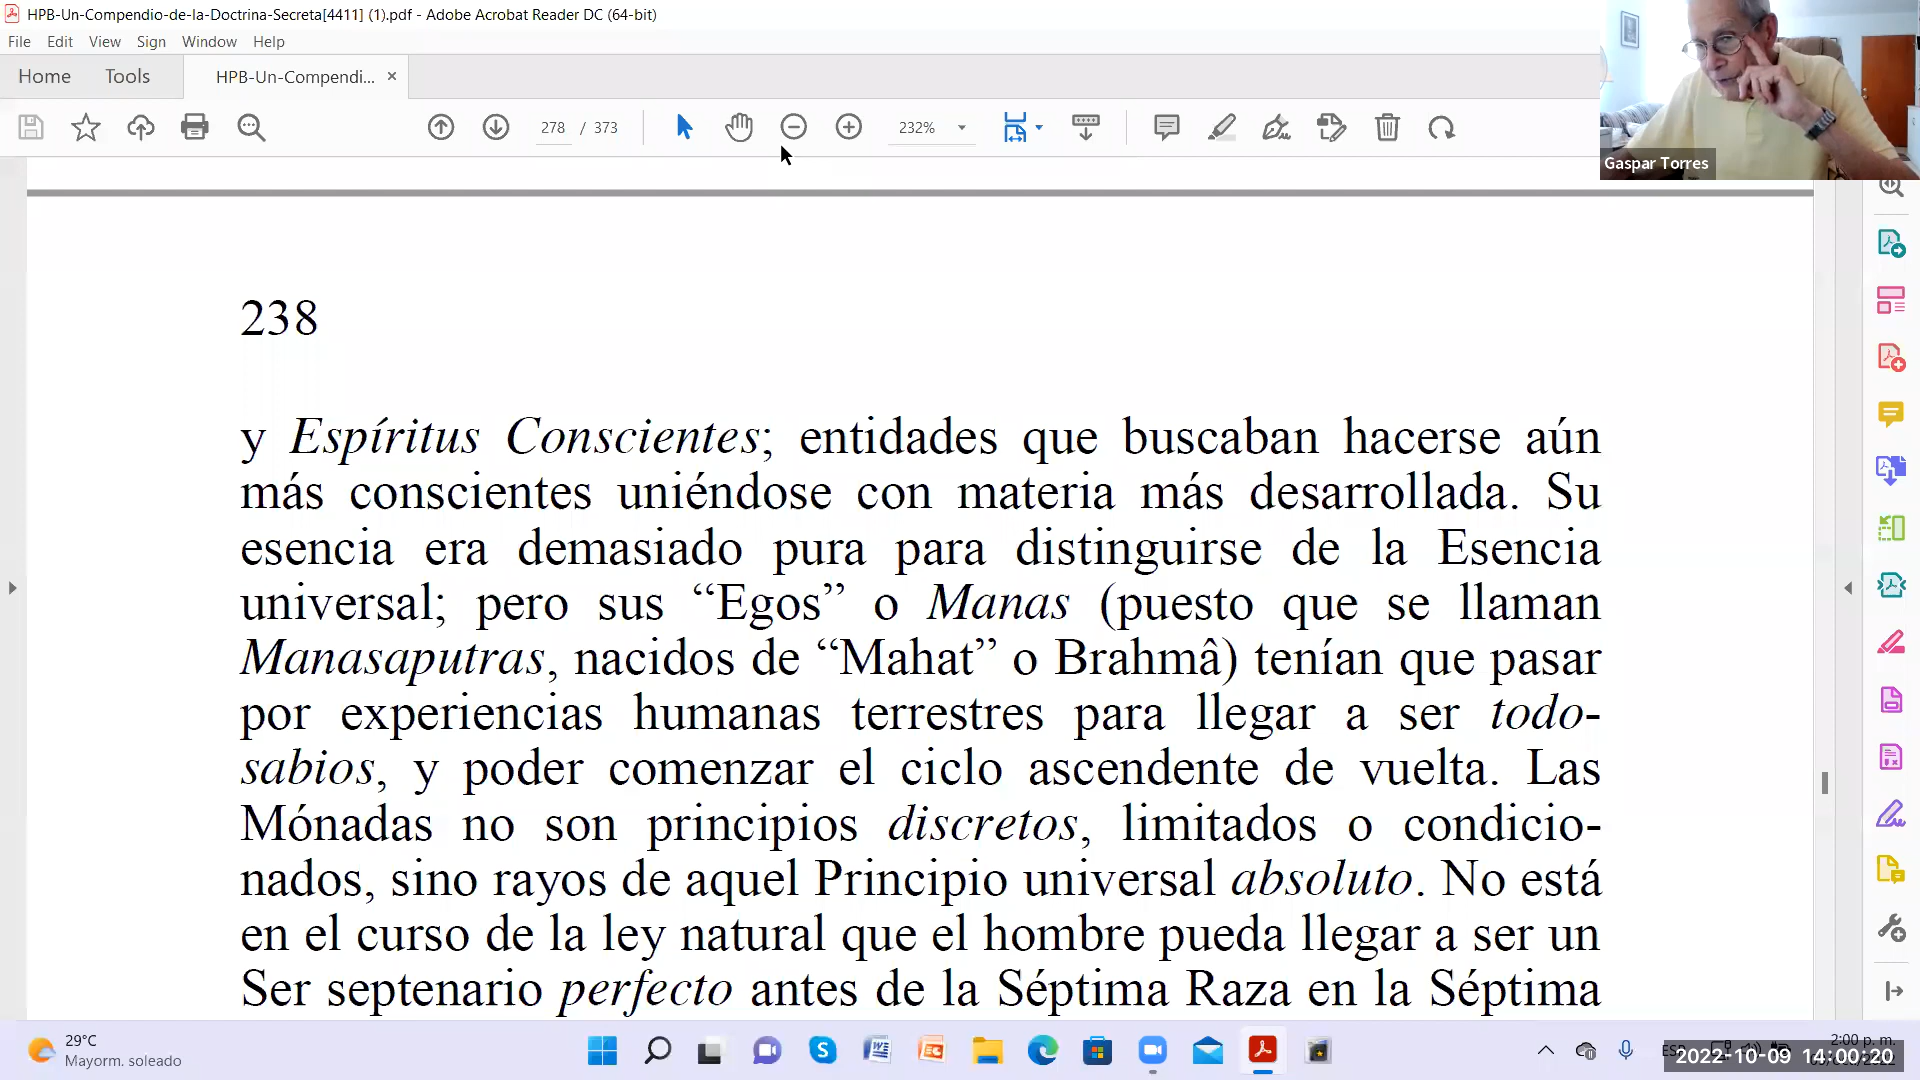 HPB-Un-Compendio-de-la-Doctrina-Secreta[4411] (1).pdf - Adobe Acrobat Reader DC (64-bit)
File Edit View Sign Window Help
Home Tools HPB-Un-Compendi... ×
278 / 373 232%
Gaspar Torres
238
y Espíritus Conscientes; entidades que buscaban hacerse aún
más conscientes uniéndose con materia más desarrollada. Su
esencia era demasiado pura para distinguirse de la Esencia
universal; pero sus “Egos” o Manas (puesto que se llaman
Manasaputras, nacidos de “Mahat” o Brahmâ) tenían que pasar
por experiencias humanas terrestres para llegar a ser todo-
sabios, y poder comenzar el ciclo ascendente de vuelta. Las
Mónadas no son principios discretos, limitados o condicio-
nados, sino rayos de aquel Principio universal absoluto. No está
en el curso de la ley natural que el hombre pueda llegar a ser un
Ser septenario perfecto antes de la Séptima Raza en la Séptima
29°C
Mayorm. soleado
2:00 p. m.
2022-10-09 14:00:20